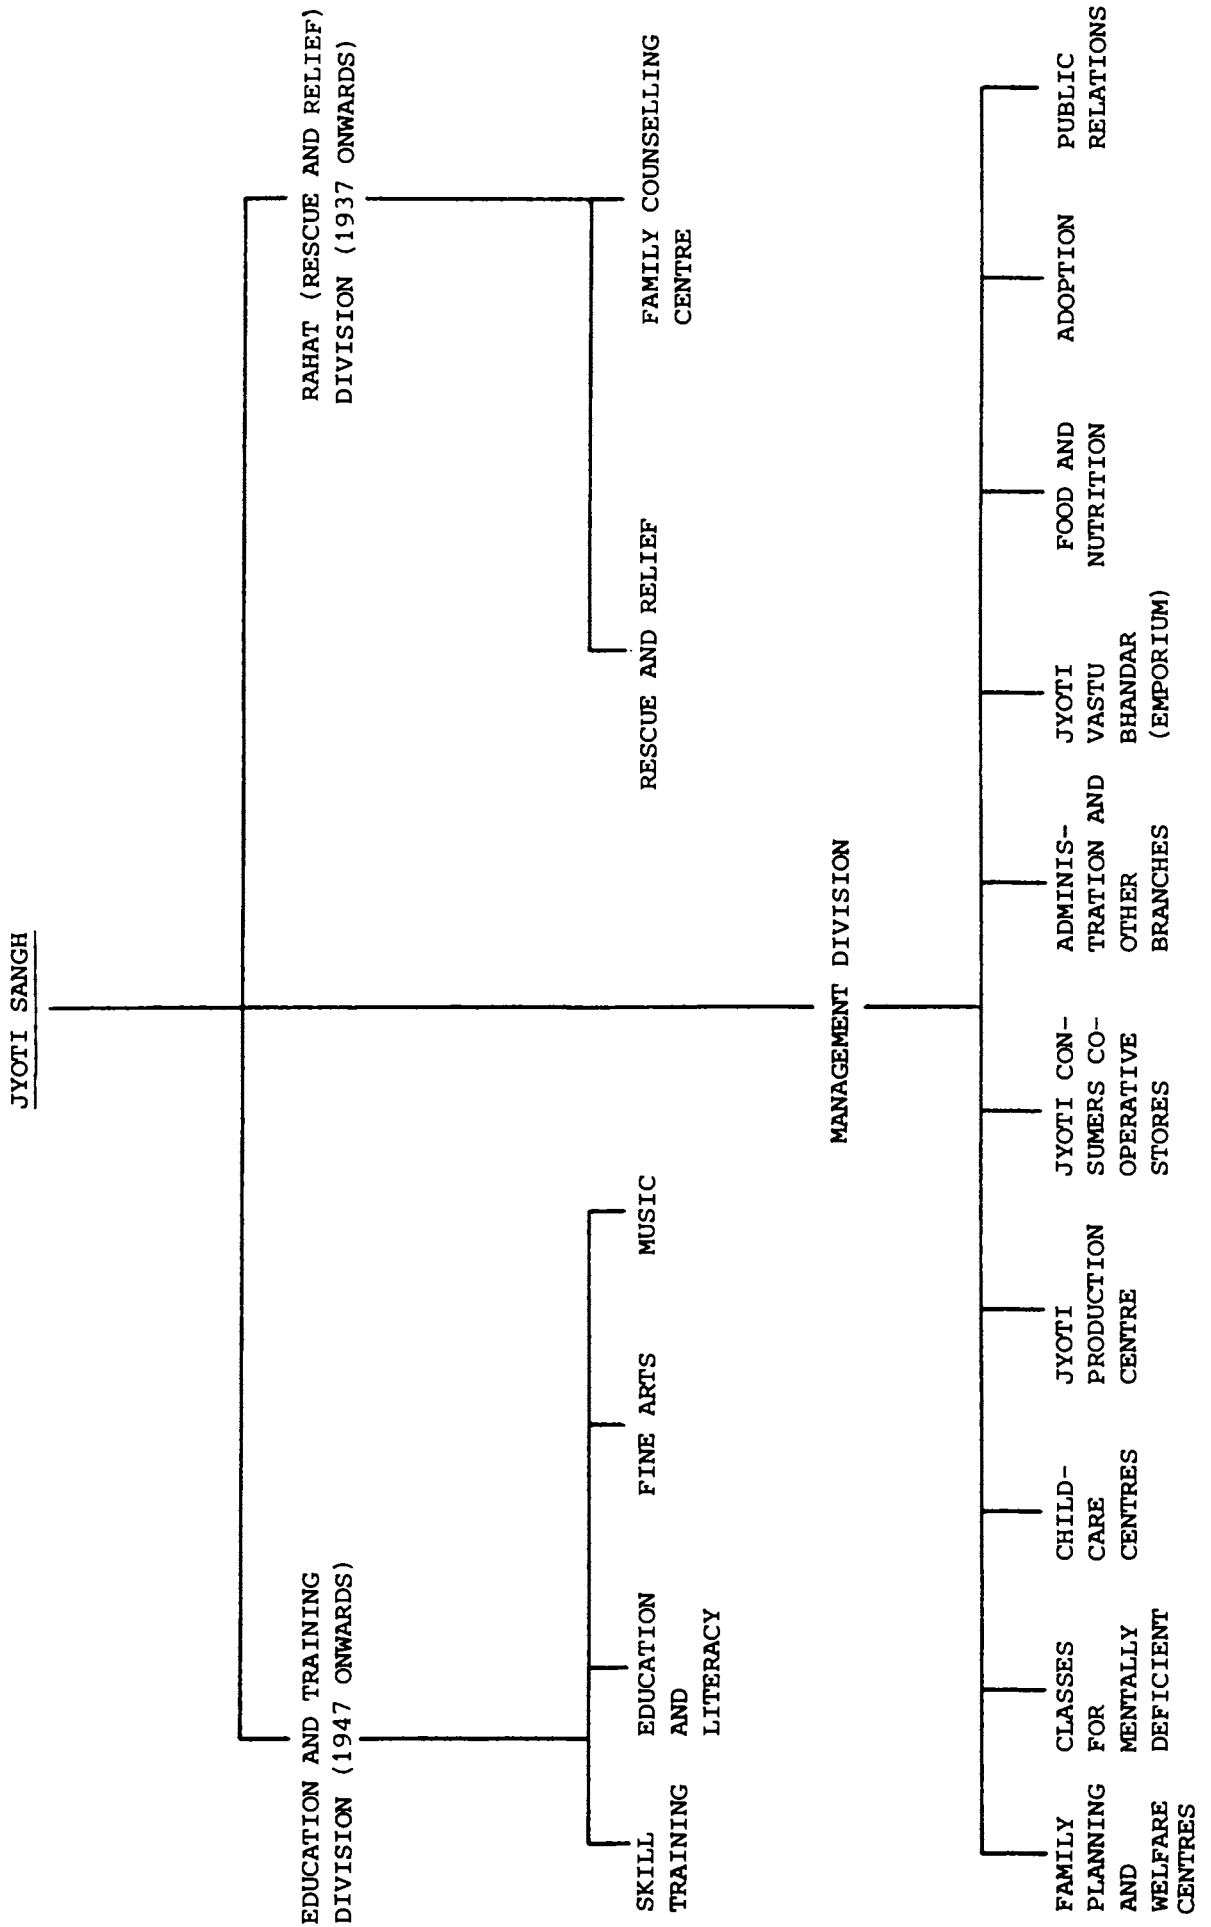 JYOTI SANGH
EDUCATION AND TRAINING
DIVISION (1947 ONWARDS)
RAHAT (RESCUE AND RELIEF)
DIVISION (1937 ONWARDS)
SKILL
TRAINING
EDUCATION
AND
LITERACY
FINE ARTS
MUSIC
RESCUE AND RELIEF
FAMILY COUNSELLING
CENTRE
MANAGEMENT DIVISION
FAMILY
PLANNING
AND
WELFARE
CENTRES
CLASSES
FOR
MENTALLY
DEFICIENT
CHILD-
CARE
CENTRES
JYOTI
PRODUCTION
CENTRE
JYOTI CON-
SUMERS CO-
OPERATIVE
STORES
ADMINIS-
TRATION AND
OTHER
BRANCHES
JYOTI
VASTU
BHANDAR
(EMPORIUM)
FOOD AND
NUTRITION
ADOPTION
PUBLIC
RELATIONS